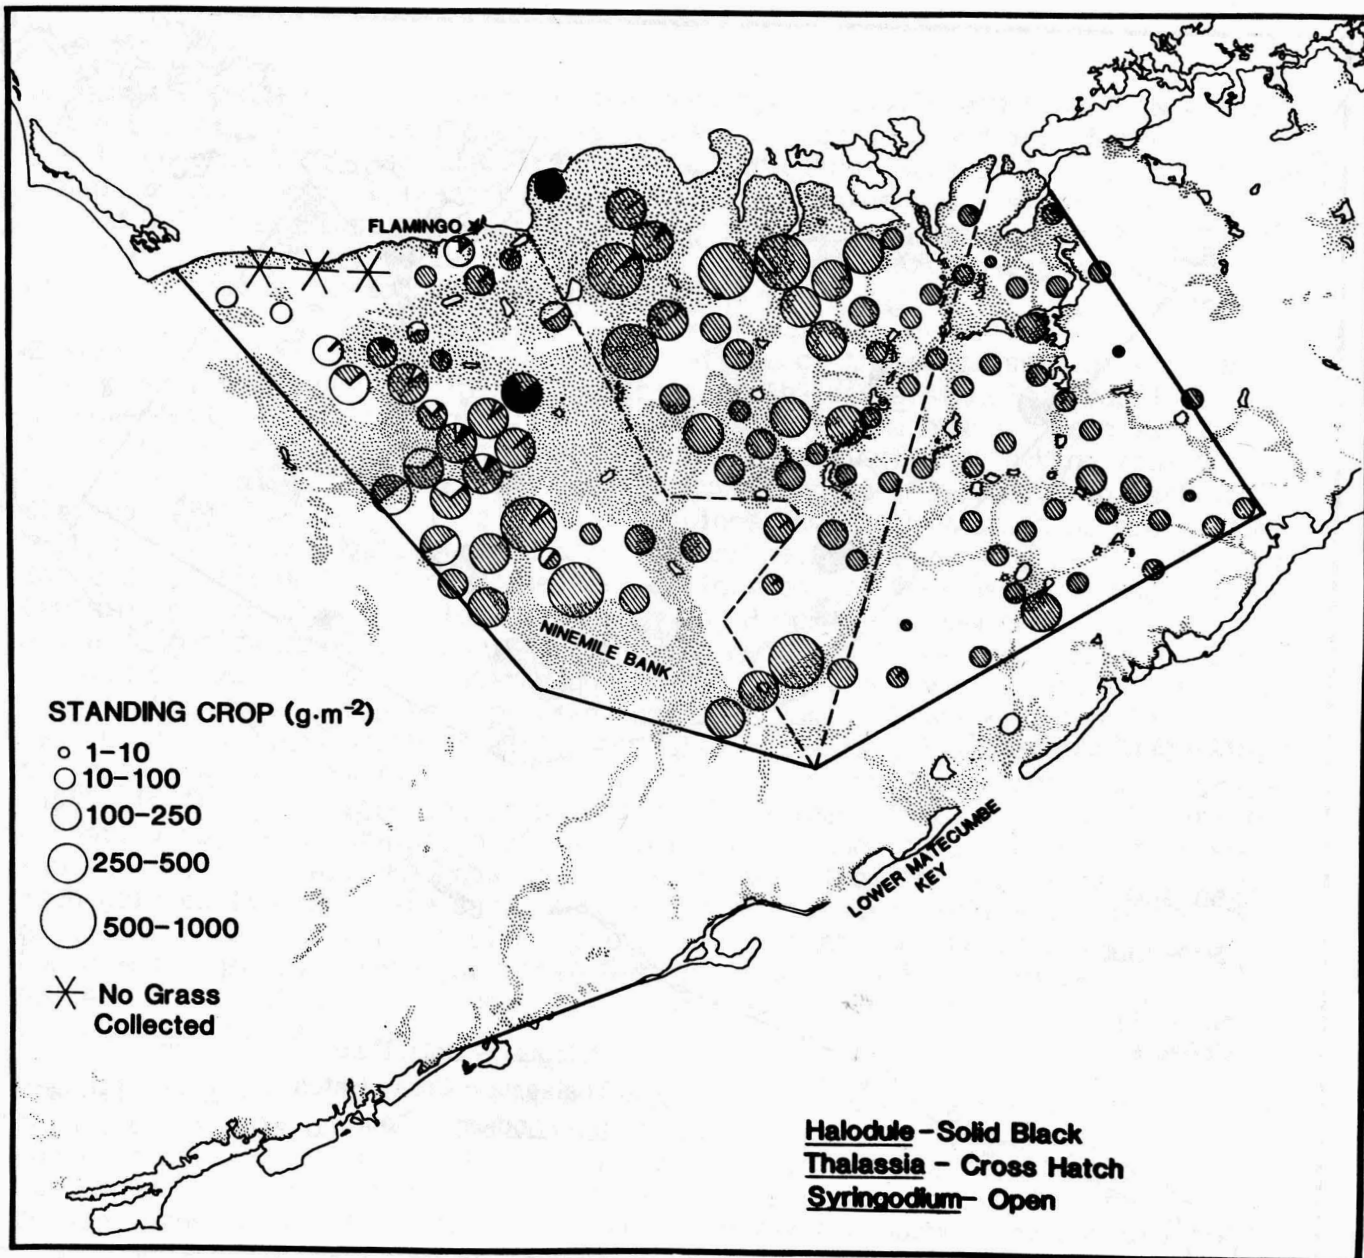 FLAMINGO
NINEMILE BANK
STANDING CROP (g·m⁻²)
1–10
10–100
100–250
250–500
500–1000
No Grass
Collected
LOWER MATECUMBE
KEY
Halodule–Solid Black
Thalassia – Cross Hatch
Syringodium– Open